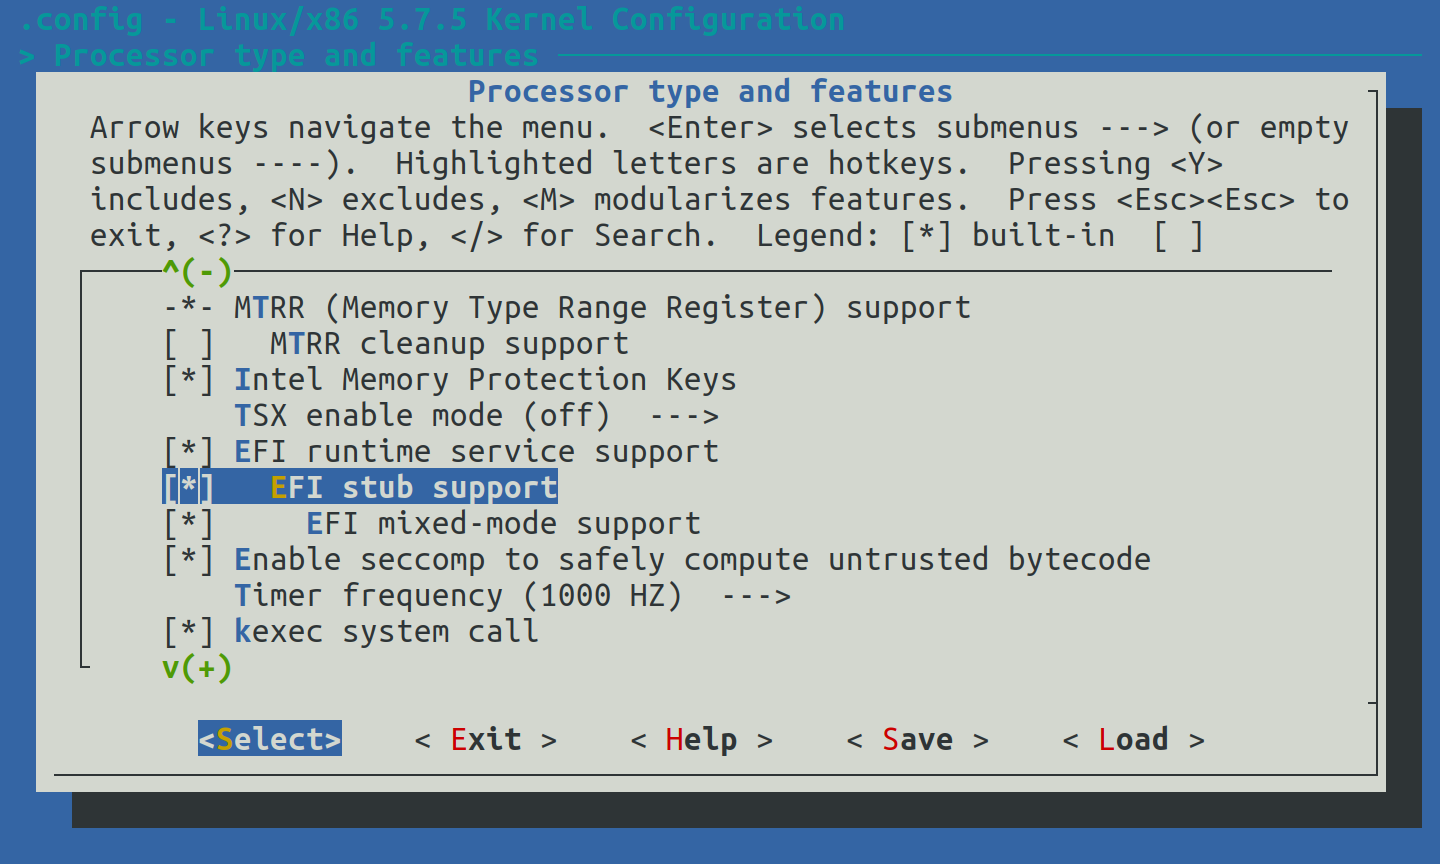 .config - Linux/x86 5.7.5 Kernel Configuration
> Processor type and features
Processor type and features
Arrow keys navigate the menu.  <Enter> selects submenus ---> (or empty
submenus ----).  Highlighted letters are hotkeys.  Pressing <Y>
includes, <N> excludes, <M> modularizes features.  Press <Esc><Esc> to
exit, <?> for Help, </> for Search.  Legend: [*] built-in  [ ]
^(-)
-*- MTRR (Memory Type Range Register) support
[ ]   MTRR cleanup support
[*] Intel Memory Protection Keys
TSX enable mode (off)  --->
[*] EFI runtime service support
[*]   EFI stub support
[*]     EFI mixed-mode support
[*] Enable seccomp to safely compute untrusted bytecode
Timer frequency (1000 HZ)  --->
[*] kexec system call
v(+)
<Select>    < Exit >    < Help >    < Save >    < Load >